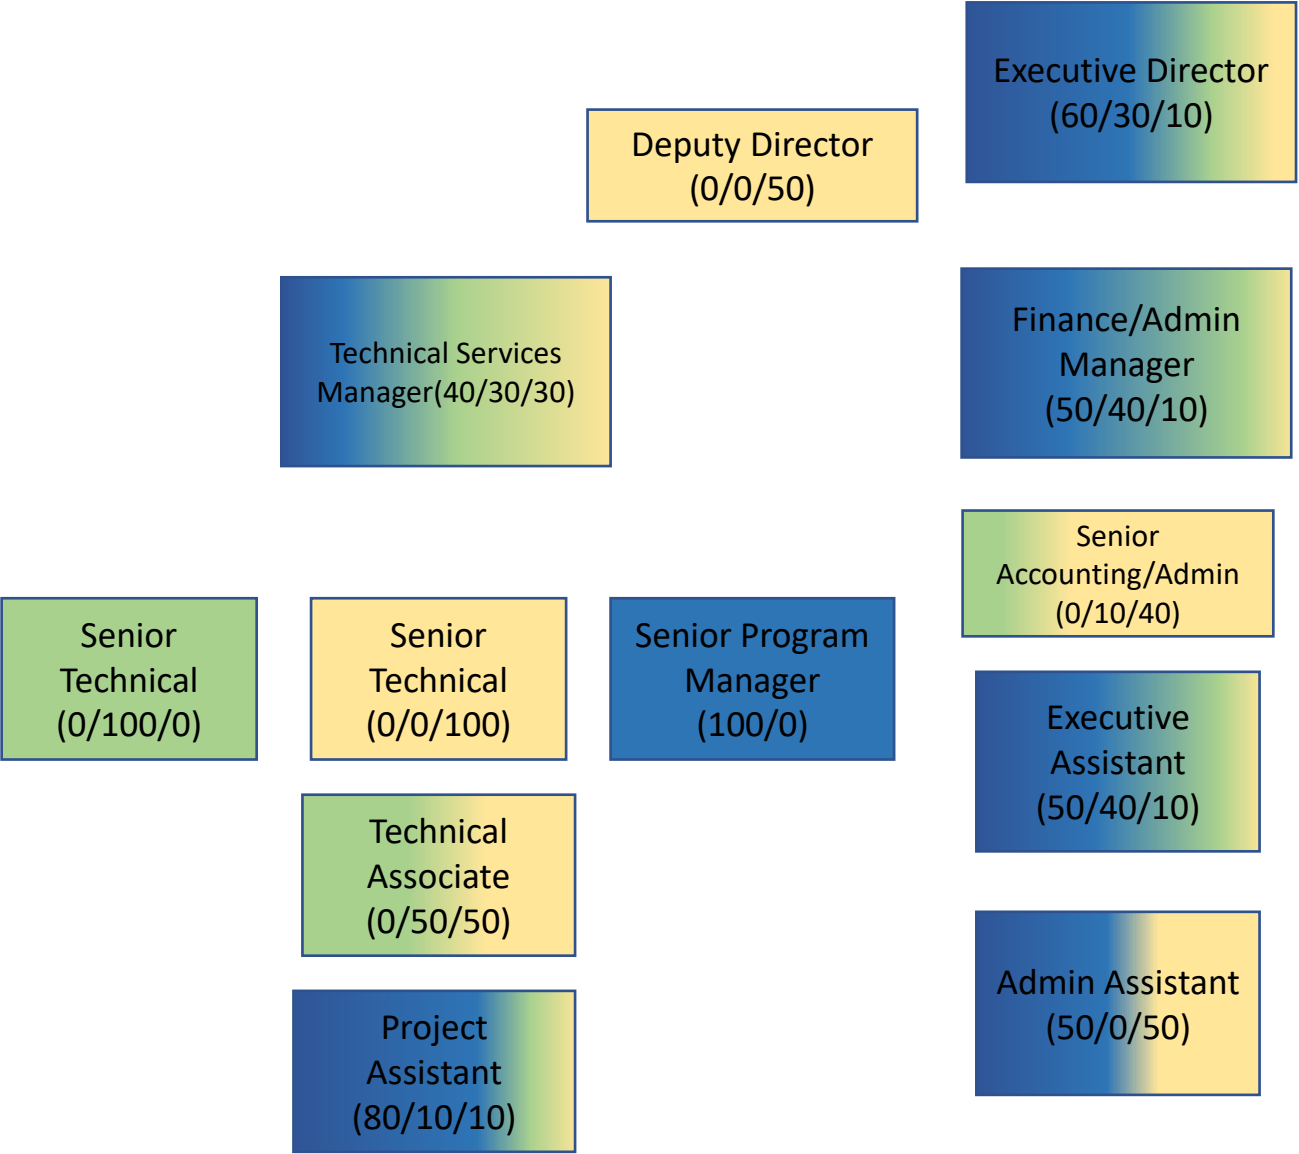 Executive Director
(60/30/10)
Deputy Director
(0/0/50)
Technical Services
Manager(40/30/30)
Finance/Admin
Manager
(50/40/10)
Senior
Accounting/Admin
(0/10/40)
Senior
Technical
(0/100/0)
Senior
Technical
(0/0/100)
Senior Program
Manager
(100/0)
Executive
Assistant
(50/40/10)
Technical
Associate
(0/50/50)
Admin Assistant
(50/0/50)
Project
Assistant
(80/10/10)